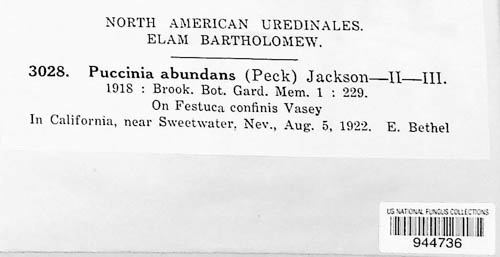 NORTH AMERICAN UREDINALES.
ELAM BARTHOLOMEW.
3028. Puccinia abundans (Peck) Jackson—II—III.
1918 : Brook. Bot. Gard. Mem. 1 : 229.
On Festuca confinis Vasey
In California, near Sweetwater, Nev., Aug. 5, 1922. E. Bethel
US NATIONAL FUNGUS COLLECTIONS
944736